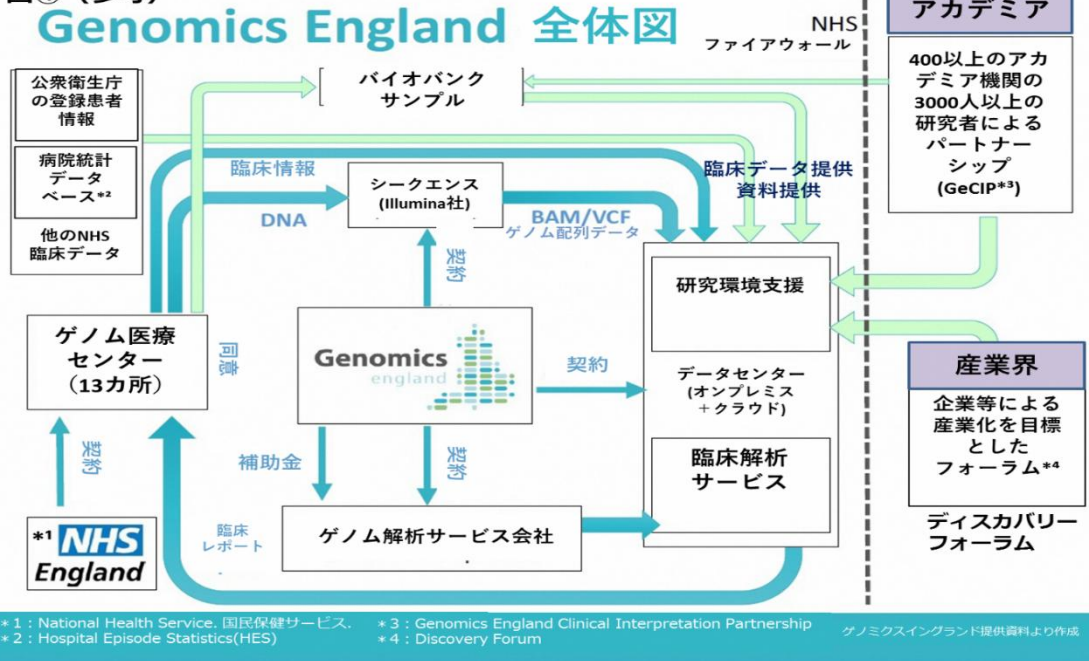 Genomics England 全体図
NHS
ファイアウォール
アカデミア
400以上のアカ
デミア機関の
3000人以上の
研究者による
パートナー
シップ
(GeCIP*³)
公衆衛生庁
の登録患者
情報
病院統計
データ
ベース*²
他のNHS
臨床データ
バイオバンク
サンプル
臨床情報
DNA
シークエンス
(Illumina社)
BAM/VCF
ゲノム配列データ
臨床データ提供
資料提供
契約
研究環境支援
ゲノム医療
センター
（13カ所）
同意
Genomics
england
契約
データセンター
(オンプレミス
＋クラウド)
産業界
企業等による
産業化を目標
とした
フォーラム*⁴
ディスカバリー
フォーラム
契約
補助金
契約
臨床解析
サービス
*¹ NHS
England
臨床
レポート
ゲノム解析サービス会社
＊1：National Health Service. 国民保健サービス.
＊2：Hospital Episode Statistics(HES)
＊3：Genomics England Clinical Interpretation Partnership
＊4：Discovery Forum
ゲノミクスイングランド提供資料より作成